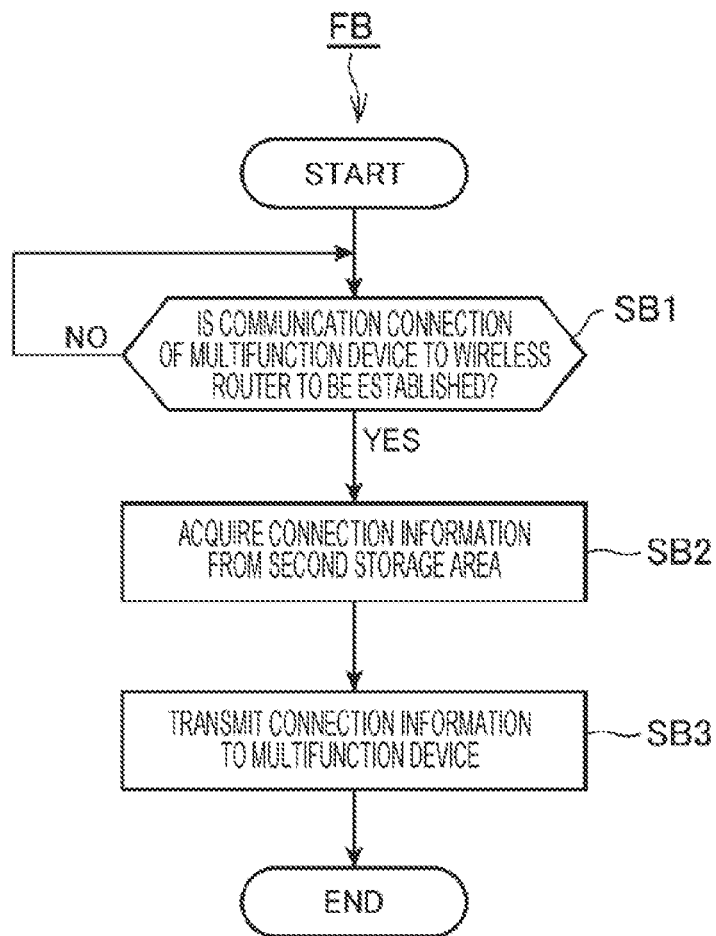 FB
START
IS COMMUNICATION CONNECTION
OF MULTIFUNCTION DEVICE TO WIRELESS
ROUTER TO BE ESTABLISHED?
SB1
NO
YES
ACQUIRE CONNECTION INFORMATION
FROM SECOND STORAGE AREA
SB2
TRANSMIT CONNECTION INFORMATION
TO MULTIFUNCTION DEVICE
SB3
END